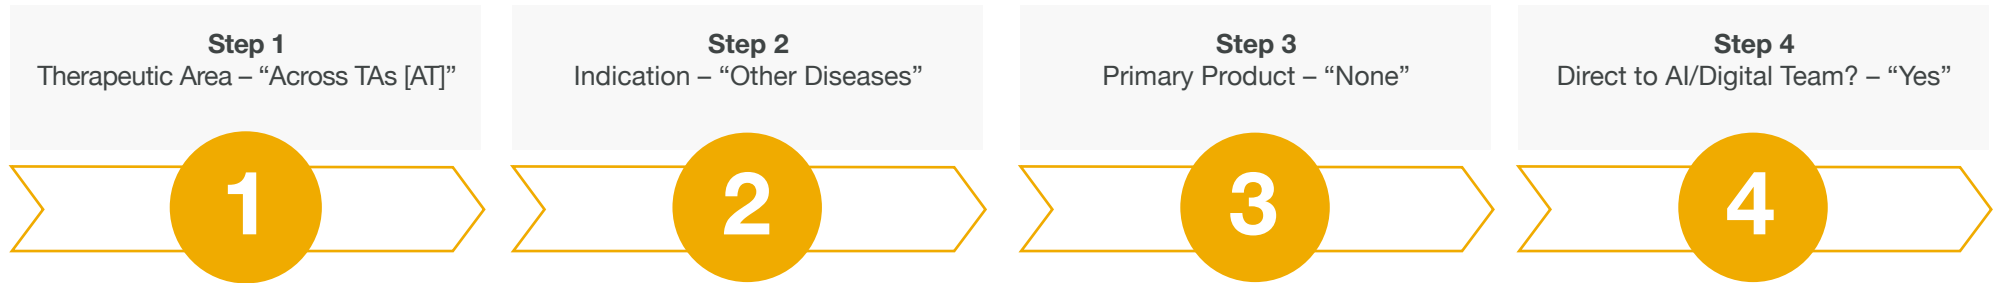 Step 1
Therapeutic Area – “Across TAs [AT]”
1
Step 2
Indication – “Other Diseases”
2
Step 3
Primary Product – “None”
3
Step 4
Direct to AI/Digital Team? – “Yes”
4